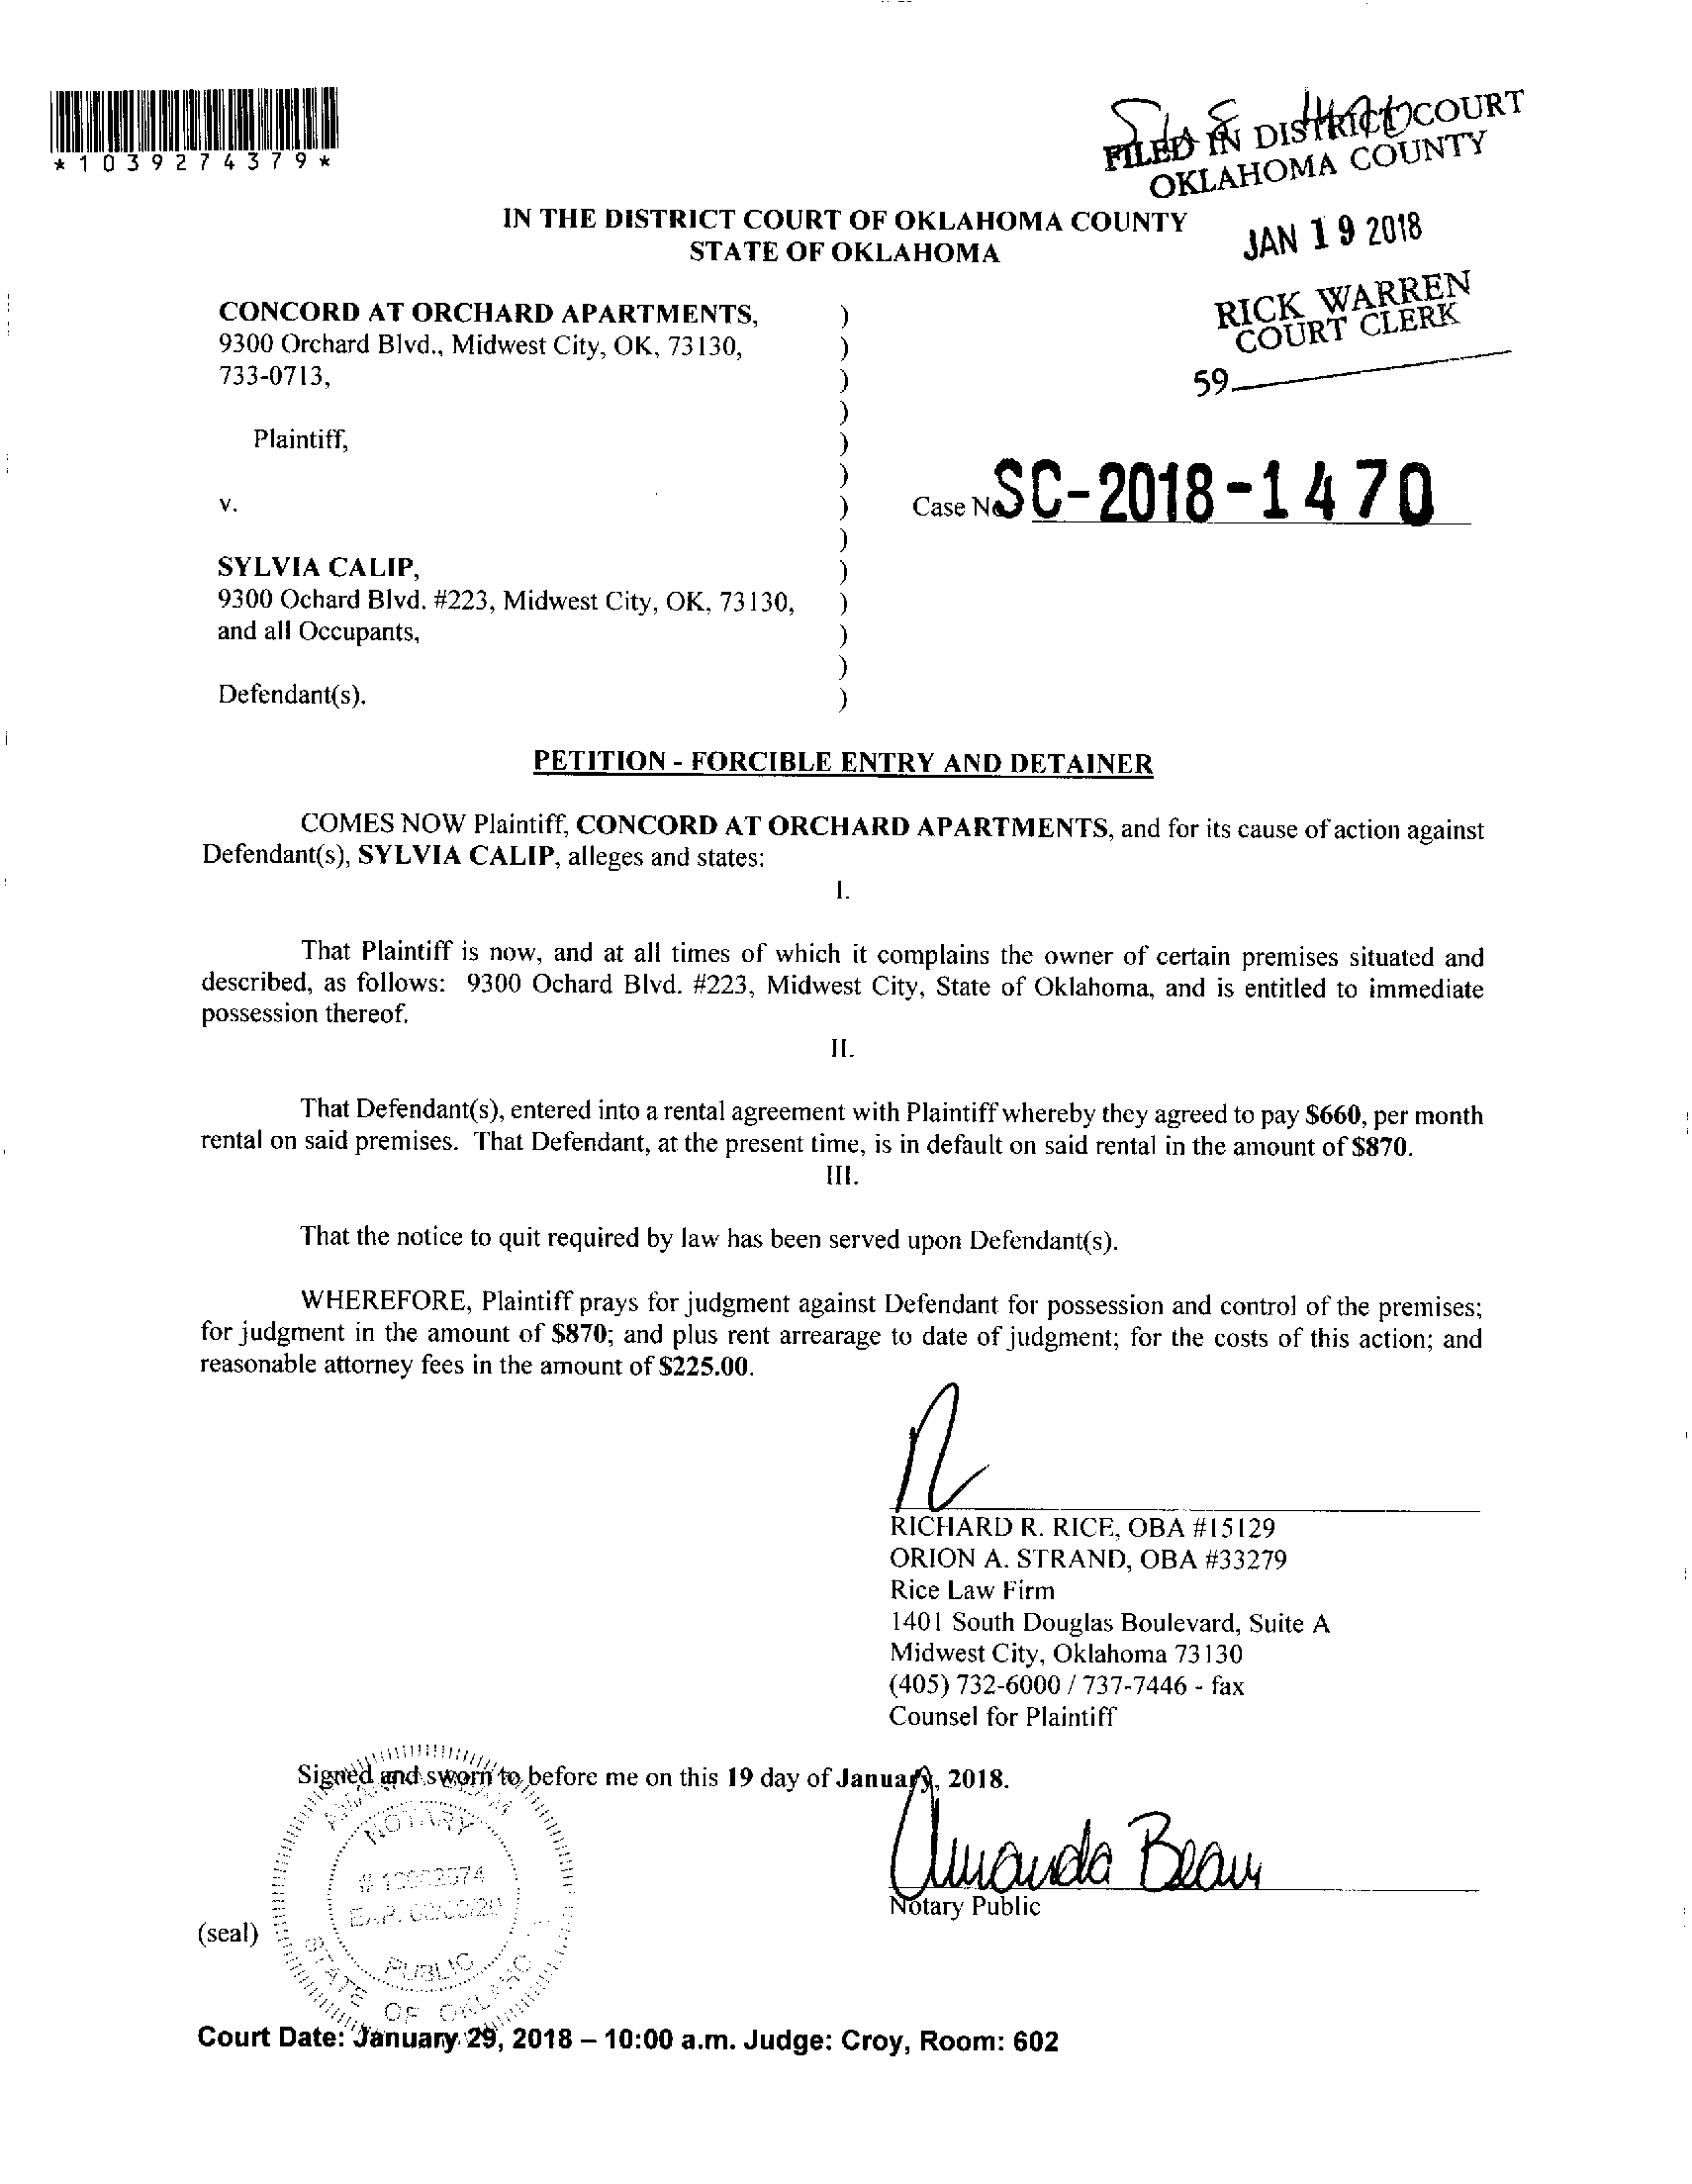 *1039274379*
FILED IN DISTRICT COURT
OKLAHOMA COUNTY
JAN 19 2018
RICK WARREN
COURT CLERK
59
IN THE DISTRICT COURT OF OKLAHOMA COUNTY
STATE OF OKLAHOMA
CONCORD AT ORCHARD APARTMENTS, )
9300 Orchard Blvd., Midwest City, OK, 73130, )
733-0713, )
)
Plaintiff, )
)
v. ) Case No SC-2018-1470
)
SYLVIA CALIP, )
9300 Ochard Blvd. #223, Midwest City, OK, 73130, )
and all Occupants, )
)
Defendant(s). )
PETITION - FORCIBLE ENTRY AND DETAINER
COMES NOW Plaintiff, CONCORD AT ORCHARD APARTMENTS, and for its cause of action against
Defendant(s), SYLVIA CALIP, alleges and states:
I.
That Plaintiff is now, and at all times of which it complains the owner of certain premises situated and
described, as follows: 9300 Ochard Blvd. #223, Midwest City, State of Oklahoma, and is entitled to immediate
possession thereof.
II.
That Defendant(s), entered into a rental agreement with Plaintiff whereby they agreed to pay $660, per month
rental on said premises. That Defendant, at the present time, is in default on said rental in the amount of $870.
III.
That the notice to quit required by law has been served upon Defendant(s).
WHEREFORE, Plaintiff prays for judgment against Defendant for possession and control of the premises;
for judgment in the amount of $870; and plus rent arrearage to date of judgment; for the costs of this action; and
reasonable attorney fees in the amount of $225.00.
RICHARD R. RICE, OBA #15129
ORION A. STRAND, OBA #33279
Rice Law Firm
1401 South Douglas Boulevard, Suite A
Midwest City, Oklahoma 73130
(405) 732-6000 / 737-7446 - fax
Counsel for Plaintiff
Signed and sworn to before me on this 19 day of January, 2018.
Amanda Beam
Notary Public
(seal)
NOTARY
PUBLIC
STATE OF
Court Date: January 29, 2018 – 10:00 a.m. Judge: Croy, Room: 602